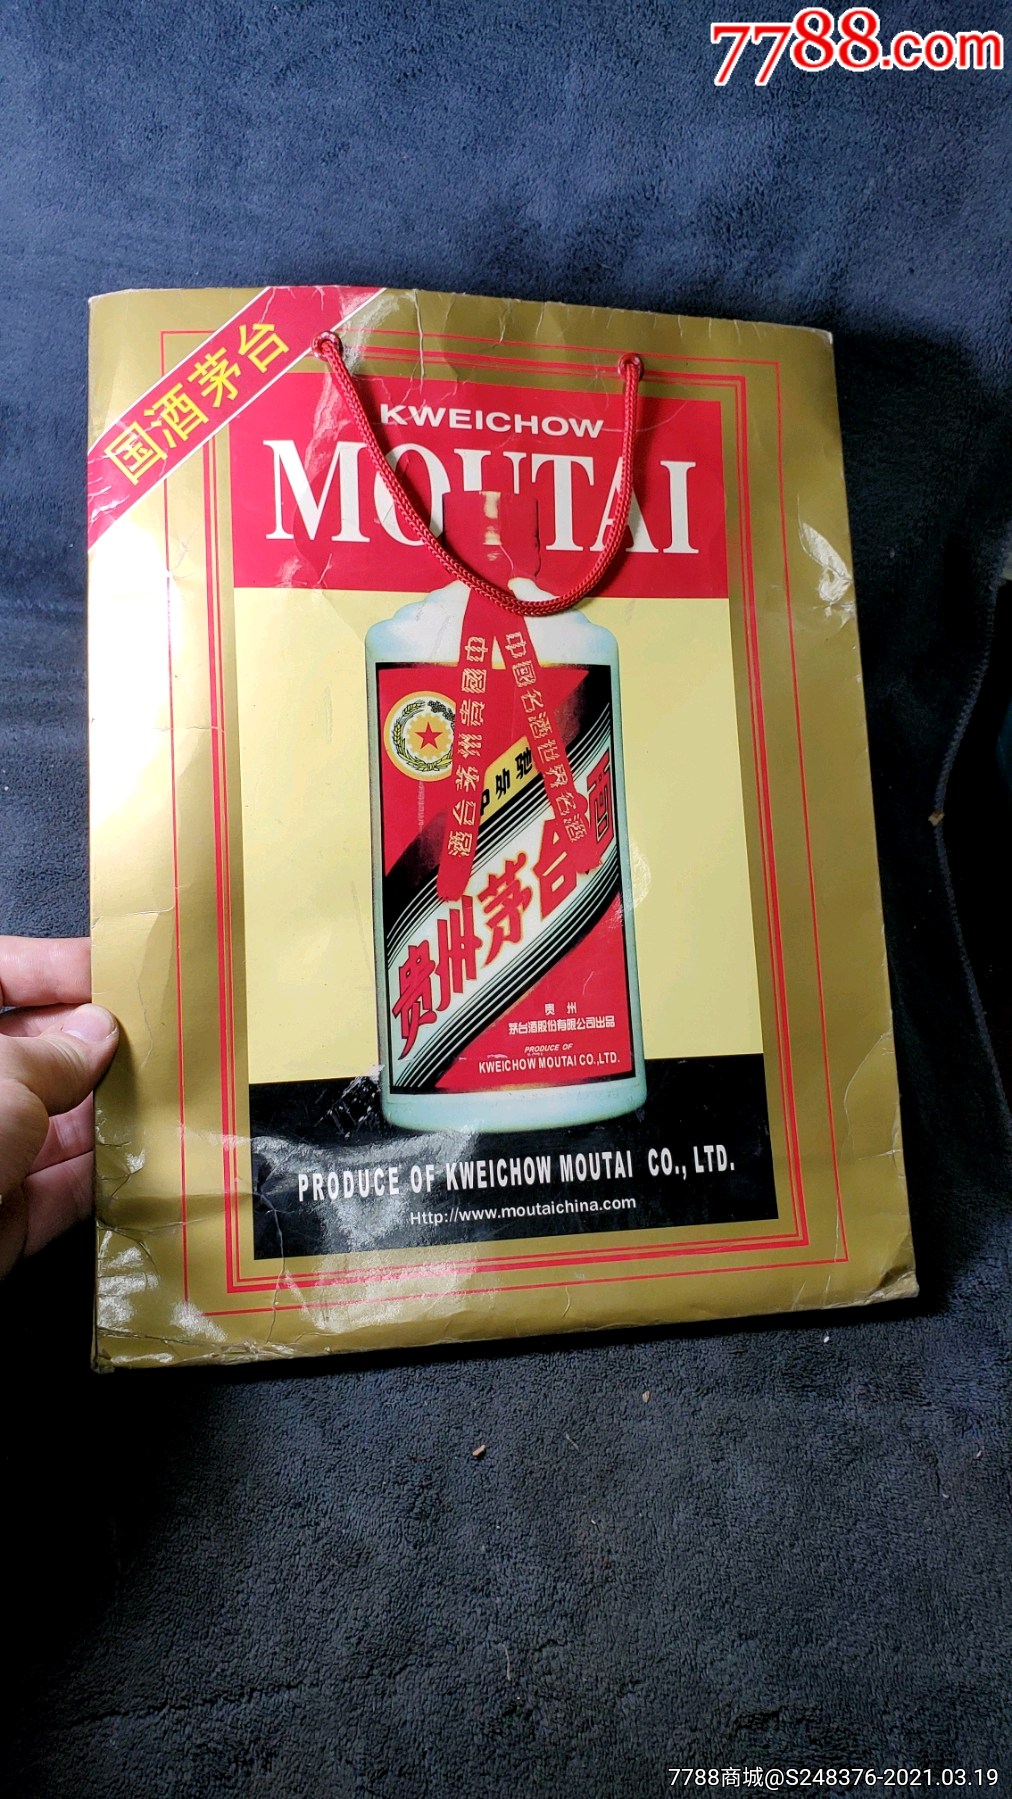 7788.com
国酒茅台
KWEICHOW
MOUTAI
中國貴州茅台酒
中國名酒世界名酒
贵州茅台酒
贵 州
茅台酒股份有限公司出品
PRODUCE OF
KWEICHOW MOUTAI CO.,LTD.
PRODUCE OF KWEICHOW MOUTAI CO., LTD.
Http://www.moutaichina.com
7788商城@S248376-2021.03.19